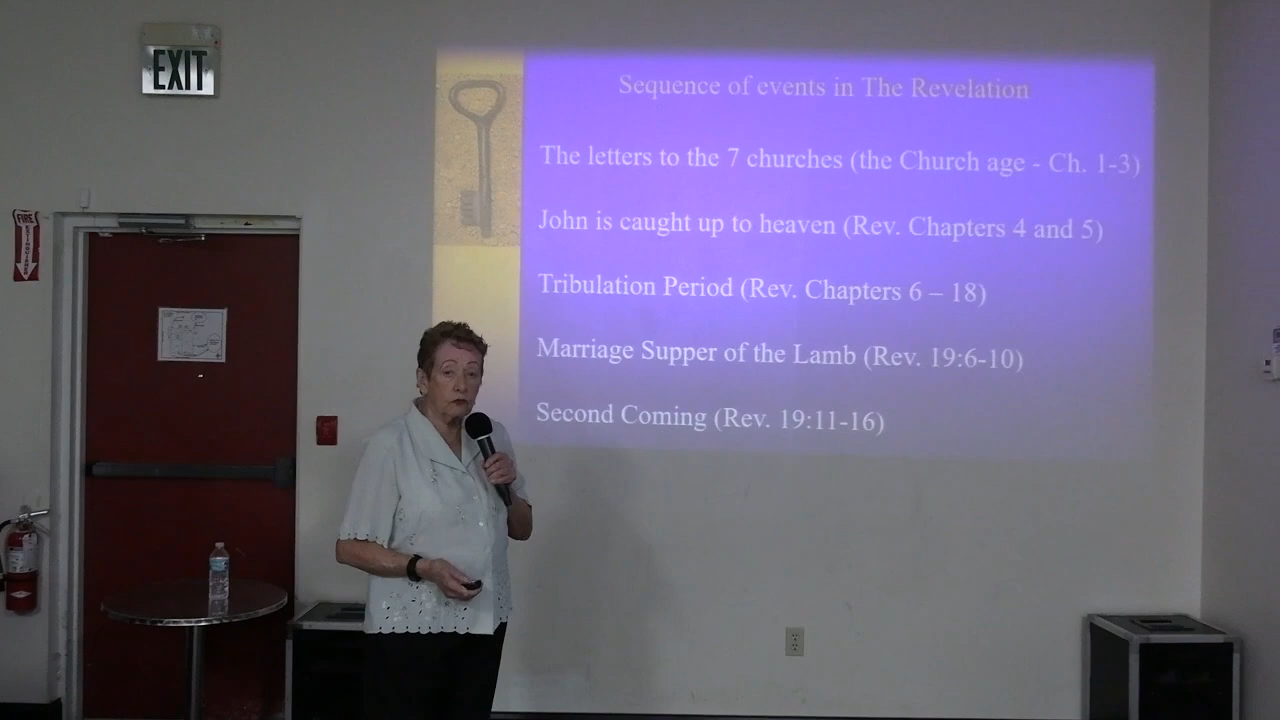 EXIT
Sequence of events in The Revelation
The letters to the 7 churches (the Church age - Ch. 1-3)
John is caught up to heaven (Rev. Chapters 4 and 5)
Tribulation Period (Rev. Chapters 6 – 18)
Marriage Supper of the Lamb (Rev. 19:6-10)
Second Coming (Rev. 19:11-16)
FIRE
EXTINGUISHER